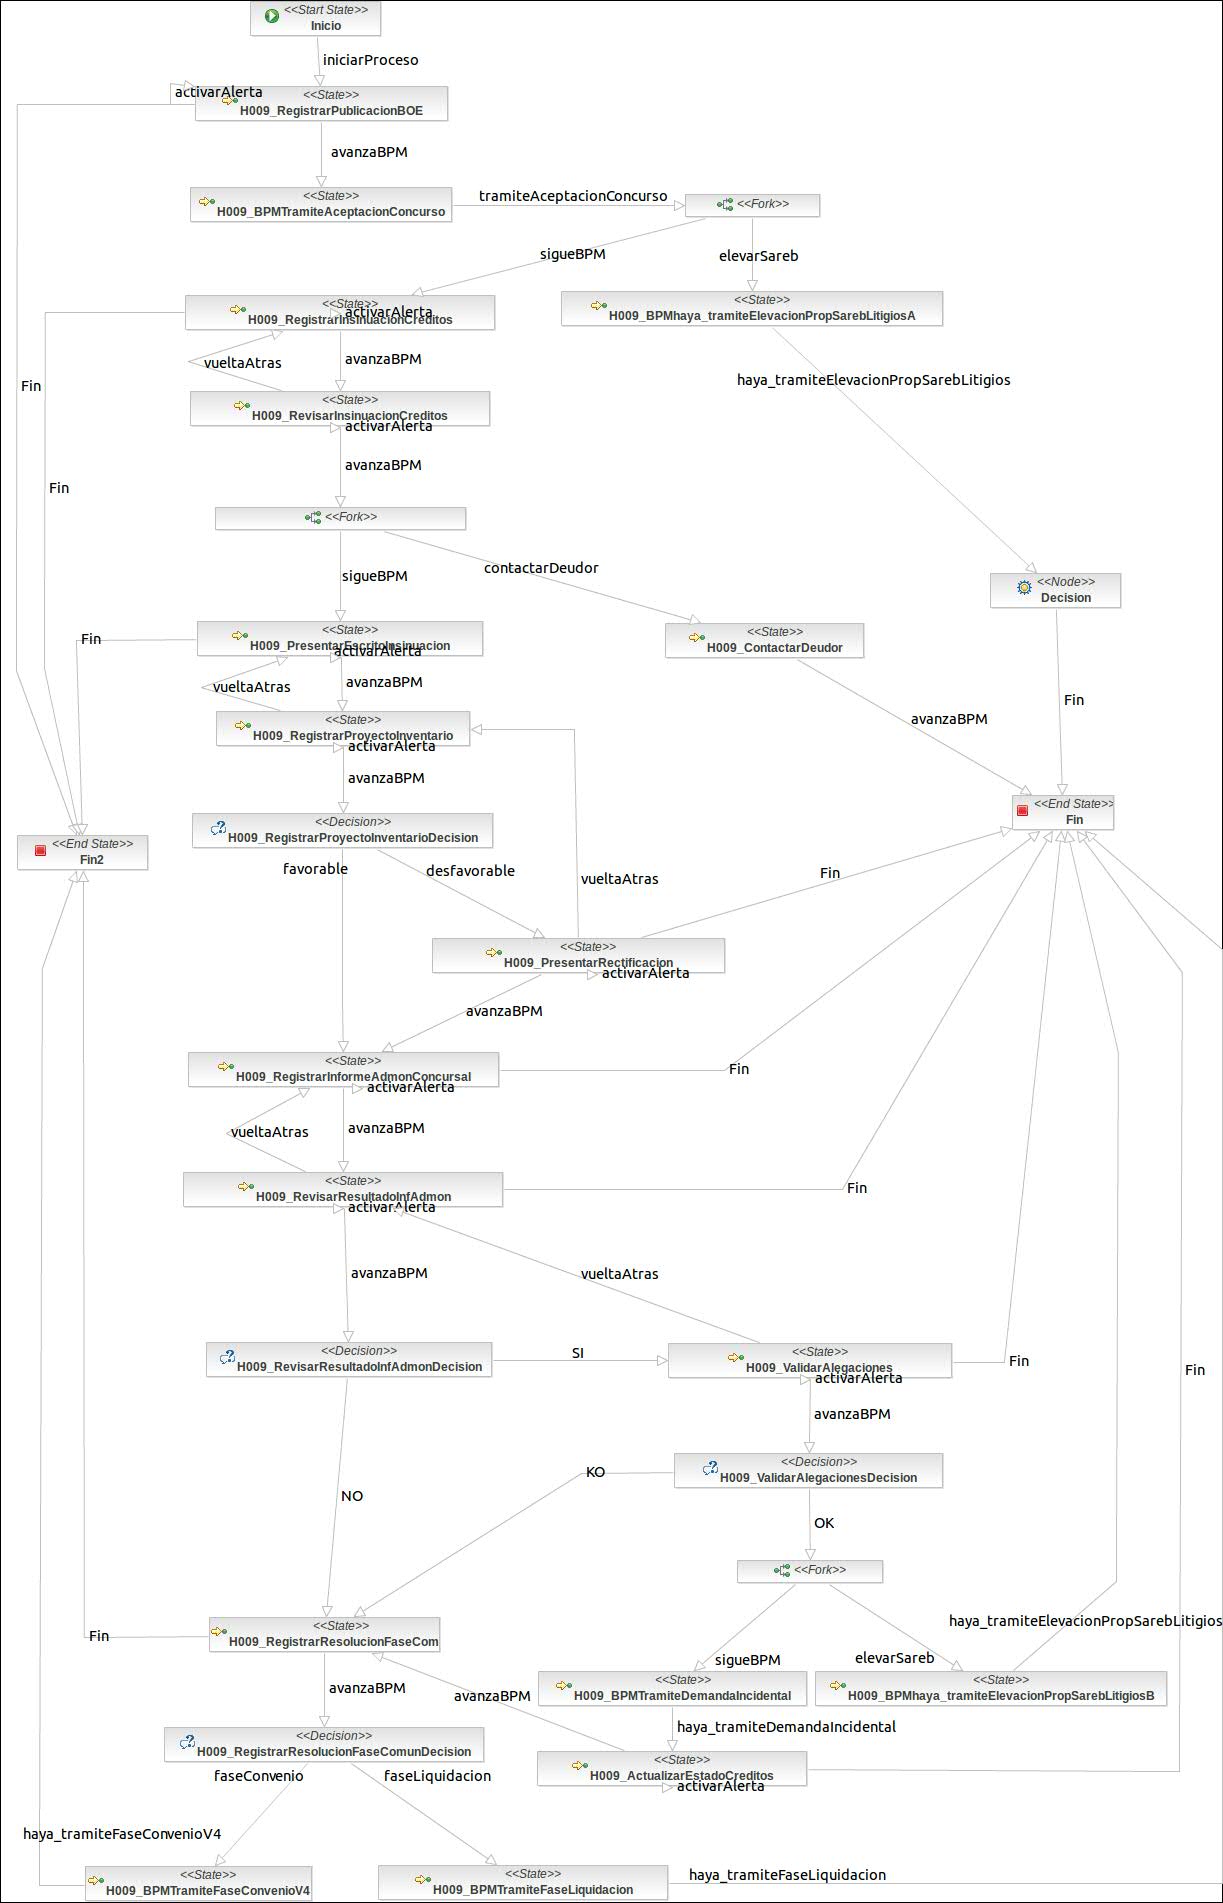 <<Start State>>
Inicio
iniciarProceso
activarAlerta
<<State>>
H009_RegistrarPublicacionBOE
avanzaBPM
<<State>>
H009_BPMTramiteAceptacionConcurso
tramiteAceptacionConcurso
<<Fork>>
sigueBPM
elevarSareb
<<State>>
H009_RegistrarInsinuacionCreditos
activarAlerta
<<State>>
H009_BPMhaya_tramiteElevacionPropSarebLitigiosA
vueltaAtras
avanzaBPM
haya_tramiteElevacionPropSarebLitigios
Fin
<<State>>
H009_RevisarInsinuacionCreditos
activarAlerta
avanzaBPM
Fin
<<Fork>>
sigueBPM
contactarDeudor
<<Node>>
Decision
<<State>>
H009_PresentarEscritoInsinuacion
activarAlerta
Fin
<<State>>
H009_ContactarDeudor
vueltaAtras
avanzaBPM
Fin
avanzaBPM
<<State>>
H009_RegistrarProyectoInventario
activarAlerta
avanzaBPM
<<End State>>
Fin
<<Decision>>
H009_RegistrarProyectoInventarioDecision
<<End State>>
Fin2
favorable
desfavorable
vueltaAtras
Fin
<<State>>
H009_PresentarRectificacion
activarAlerta
avanzaBPM
<<State>>
H009_RegistrarInformeAdmonConcursal
activarAlerta
Fin
vueltaAtras
avanzaBPM
<<State>>
H009_RevisarResultadoInfAdmon
activarAlerta
Fin
avanzaBPM
vueltaAtras
<<Decision>>
H009_RevisarResultadoInfAdmonDecision
SI
<<State>>
H009_ValidarAlegaciones
activarAlerta
Fin
Fin
avanzaBPM
<<Decision>>
H009_ValidarAlegacionesDecision
KO
NO
OK
<<Fork>>
haya_tramiteElevacionPropSarebLitigios
<<State>>
H009_RegistrarResolucionFaseCom
Fin
sigueBPM
elevarSareb
avanzaBPM
avanzaBPM
<<State>>
H009_BPMTramiteDemandaIncidental
<<State>>
H009_BPMhaya_tramiteElevacionPropSarebLitigiosB
haya_tramiteDemandaIncidental
<<Decision>>
H009_RegistrarResolucionFaseComunDecision
<<State>>
H009_ActualizarEstadoCreditos
activarAlerta
faseConvenio
faseLiquidacion
haya_tramiteFaseConvenioV4
<<State>>
H009_BPMTramiteFaseConvenioV4
<<State>>
H009_BPMTramiteFaseLiquidacion
haya_tramiteFaseLiquidacion